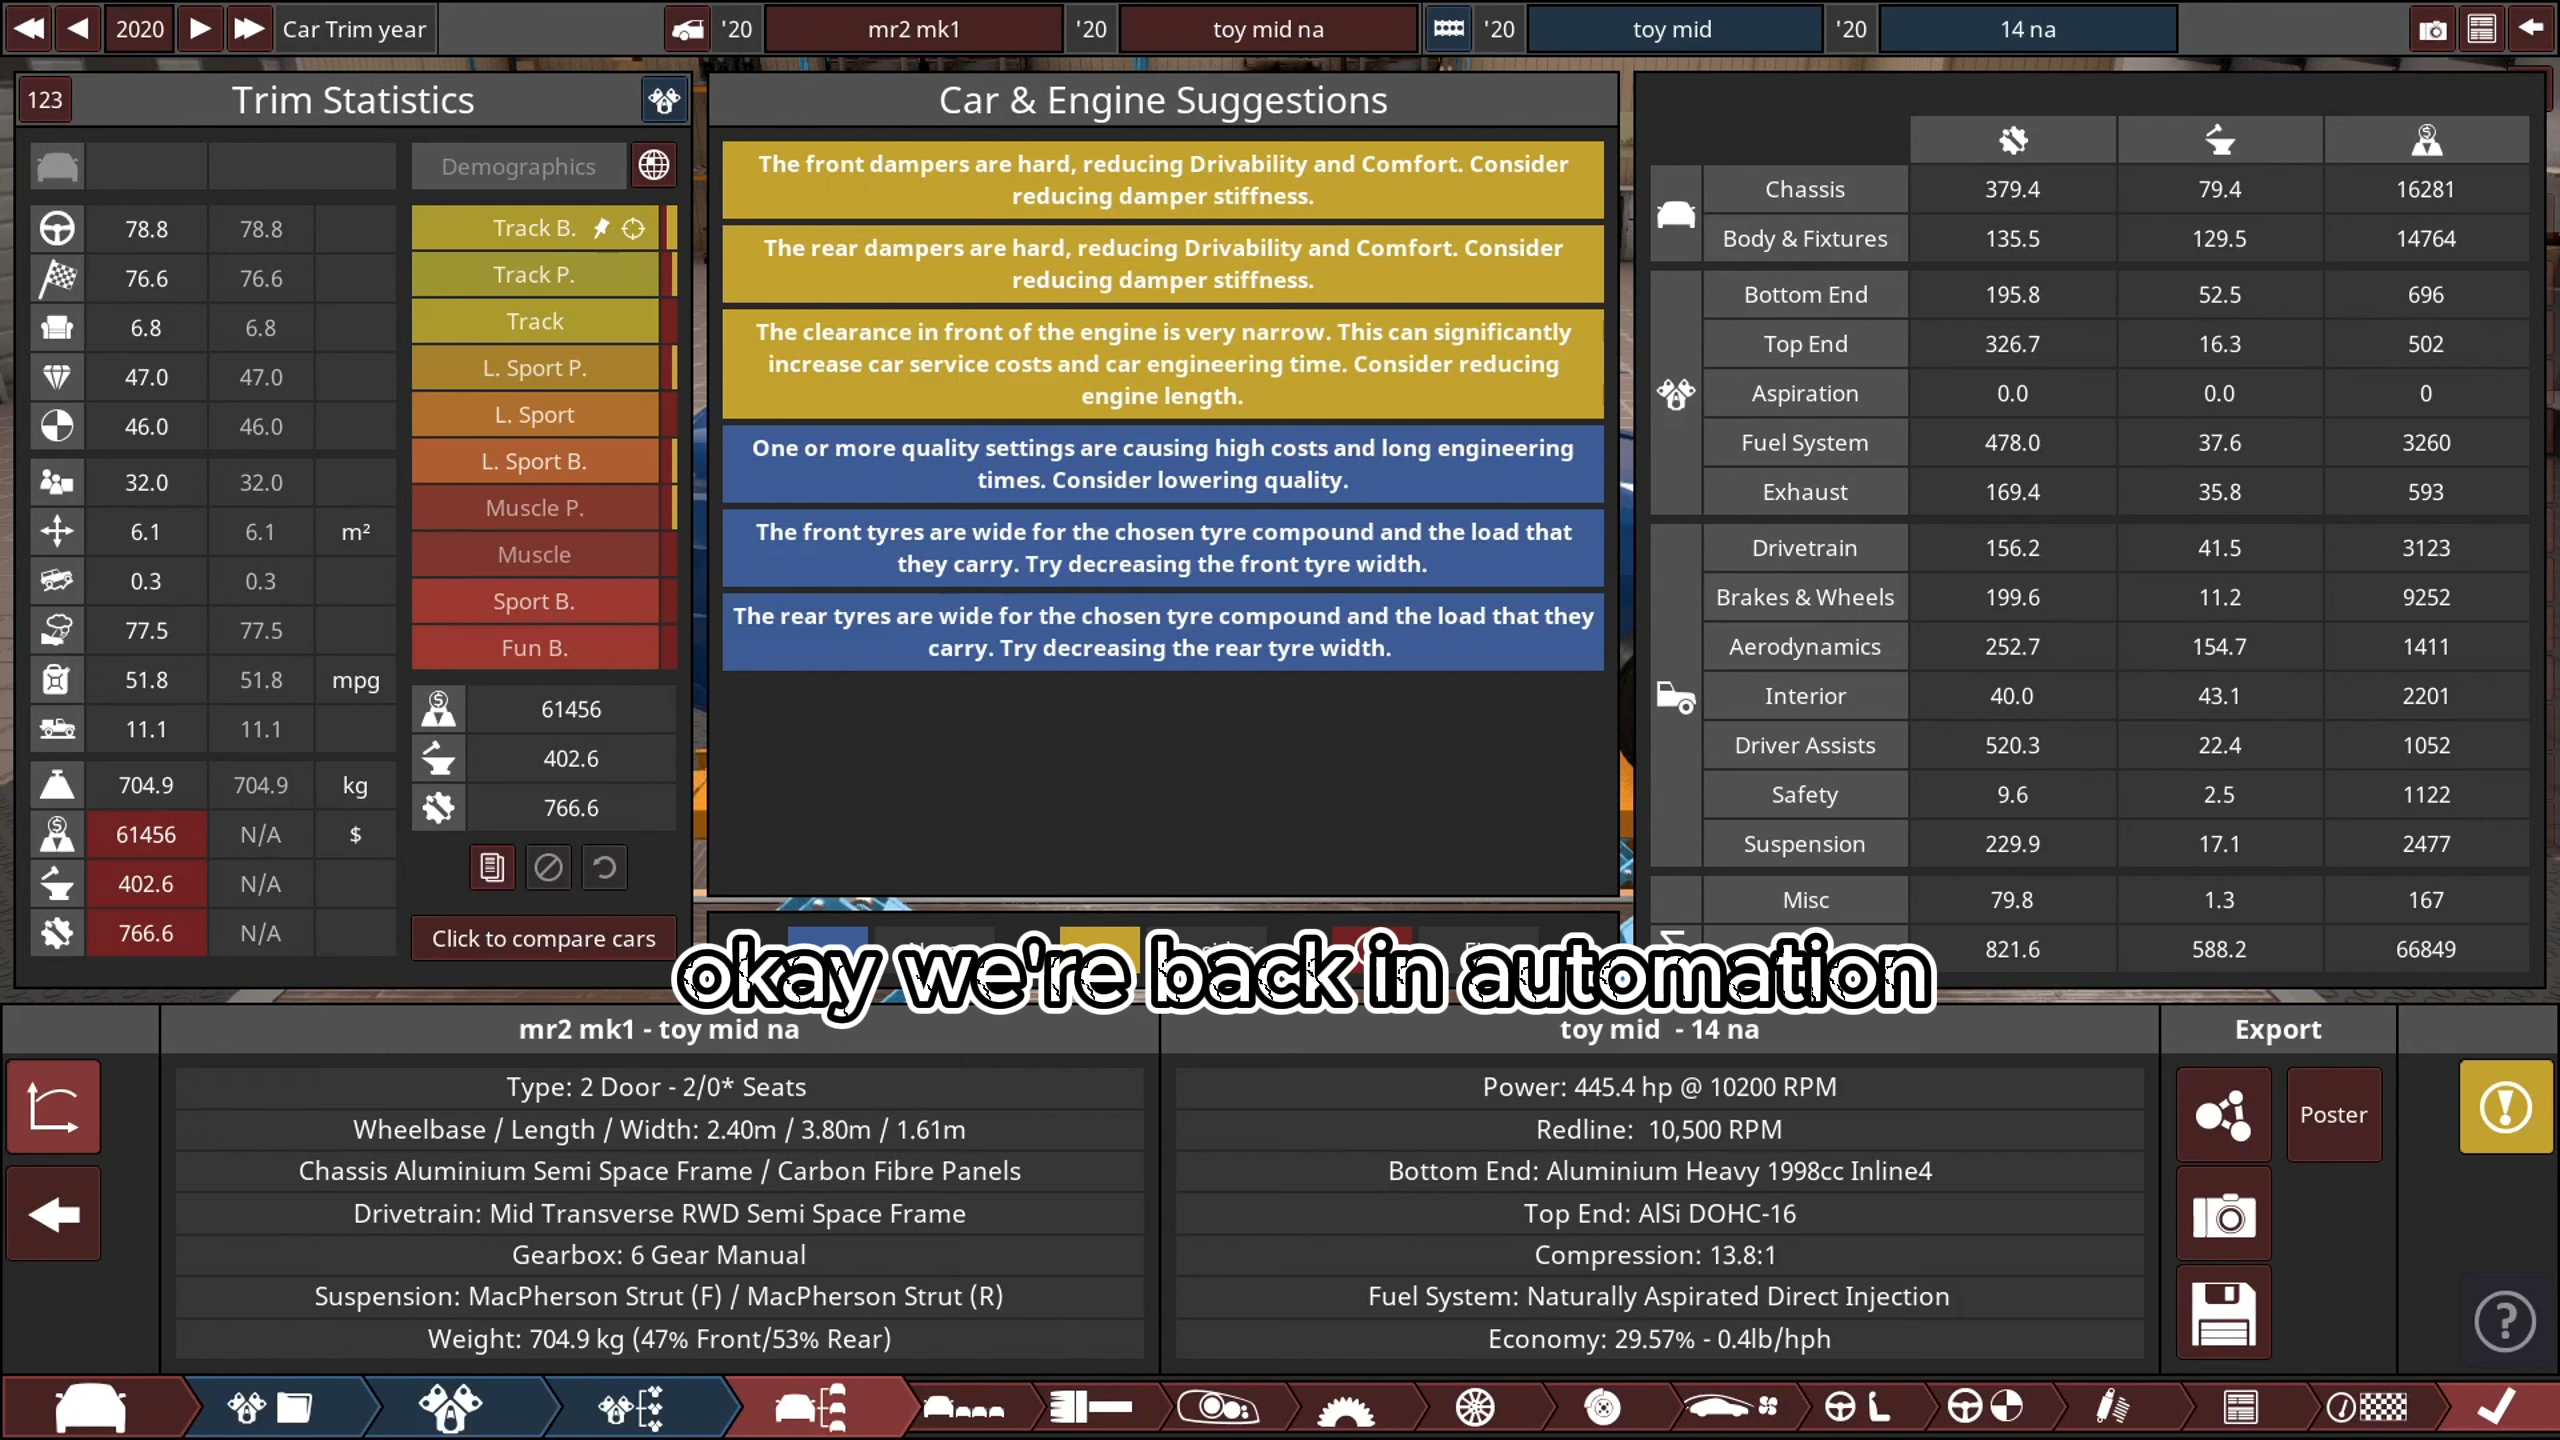 2020
Car Trim year
'20
mr2 mk1
'20
toy mid na
'20
toy mid
'20
14 na
123
Trim Statistics
Demographics
78.8 78.8
76.6 76.6
6.8 6.8
47.0 47.0
46.0 46.0
32.0 32.0
6.1 6.1 m²
0.3 0.3
77.5 77.5
51.8 51.8 mpg
11.1 11.1
704.9 704.9 kg
61456 N/A $
402.6 N/A
766.6 N/A
Track B.
Track P.
Track
L. Sport P.
L. Sport
L. Sport B.
Muscle P.
Muscle
Sport B.
Fun B.
61456
402.6
766.6
Click to compare cars
Car & Engine Suggestions
The front dampers are hard, reducing Drivability and Comfort. Consider
reducing damper stiffness.
The rear dampers are hard, reducing Drivability and Comfort. Consider
reducing damper stiffness.
The clearance in front of the engine is very narrow. This can significantly
increase car service costs and car engineering time. Consider reducing
engine length.
One or more quality settings are causing high costs and long engineering
times. Consider lowering quality.
The front tyres are wide for the chosen tyre compound and the load that
they carry. Try decreasing the front tyre width.
The rear tyres are wide for the chosen tyre compound and the load that they
carry. Try decreasing the rear tyre width.
Chassis 379.4 79.4 16281
Body & Fixtures 135.5 129.5 14764
Bottom End 195.8 52.5 696
Top End 326.7 16.3 502
Aspiration 0.0 0.0 0
Fuel System 478.0 37.6 3260
Exhaust 169.4 35.8 593
Drivetrain 156.2 41.5 3123
Brakes & Wheels 199.6 11.2 9252
Aerodynamics 252.7 154.7 1411
Interior 40.0 43.1 2201
Driver Assists 520.3 22.4 1052
Safety 9.6 2.5 1122
Suspension 229.9 17.1 2477
Misc 79.8 1.3 167
821.6 588.2 66849
okay we're back in automation
mr2 mk1 - toy mid na
Type: 2 Door - 2/0* Seats
Wheelbase / Length / Width: 2.40m / 3.80m / 1.61m
Chassis Aluminium Semi Space Frame / Carbon Fibre Panels
Drivetrain: Mid Transverse RWD Semi Space Frame
Gearbox: 6 Gear Manual
Suspension: MacPherson Strut (F) / MacPherson Strut (R)
Weight: 704.9 kg (47% Front/53% Rear)
toy mid - 14 na
Power: 445.4 hp @ 10200 RPM
Redline: 10,500 RPM
Bottom End: Aluminium Heavy 1998cc Inline4
Top End: AlSi DOHC-16
Compression: 13.8:1
Fuel System: Naturally Aspirated Direct Injection
Economy: 29.57% - 0.4lb/hph
Export
Poster